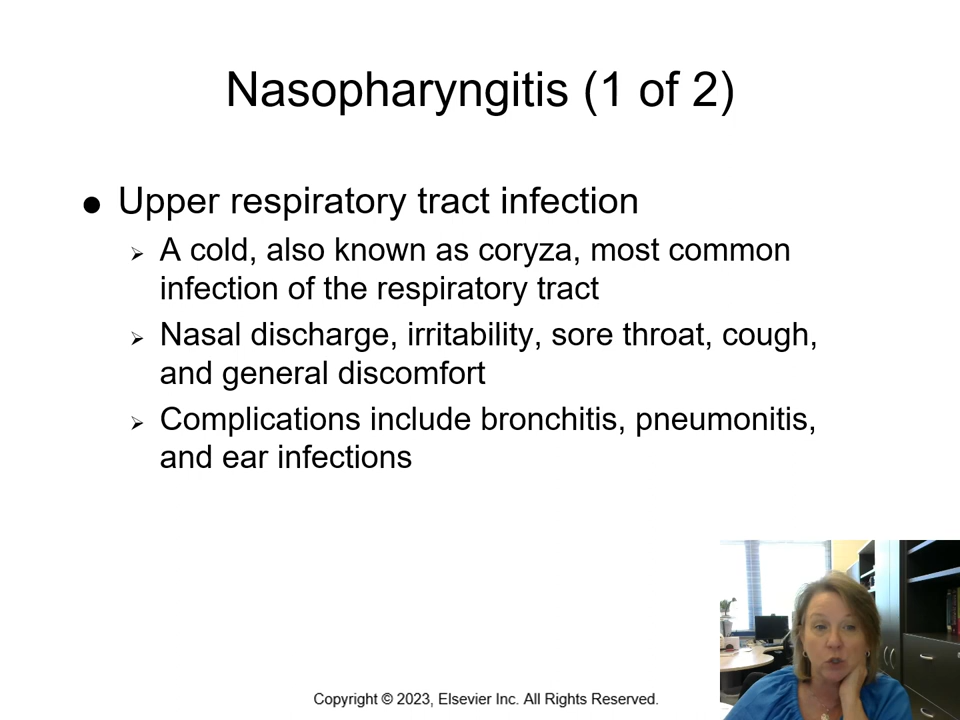 Nasopharyngitis (1 of 2)
Upper respiratory tract infection
A cold, also known as coryza, most common
infection of the respiratory tract
Nasal discharge, irritability, sore throat, cough,
and general discomfort
Complications include bronchitis, pneumonitis,
and ear infections
Copyright © 2023, Elsevier Inc. All Rights Reserved.